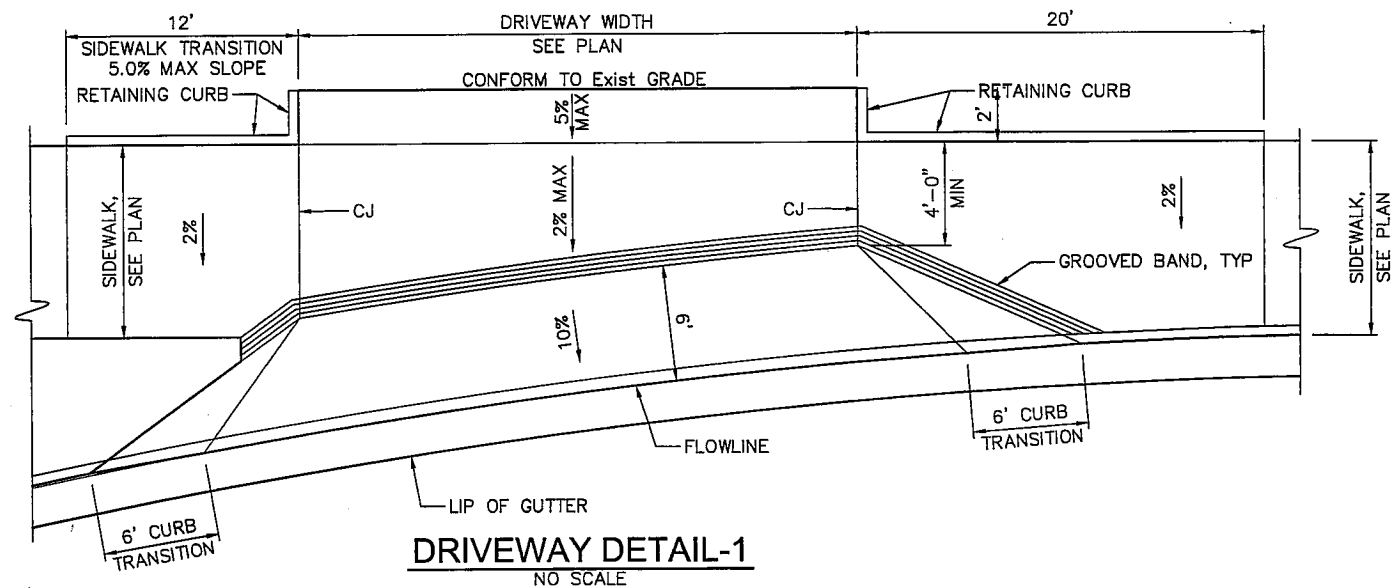 12'
DRIVEWAY WIDTH
SEE PLAN
20'
SIDEWALK TRANSITION
5.0% MAX SLOPE
CONFORM TO Exist GRADE
RETAINING CURB
RETAINING CURB
5%
MAX
2'
SIDEWALK,
SEE PLAN
2%
CJ
2% MAX
CJ
4'-0"
MIN
2%
SIDEWALK,
SEE PLAN
GROOVED BAND, TYP
10%
6'
6' CURB
TRANSITION
FLOWLINE
LIP OF GUTTER
6' CURB
TRANSITION
DRIVEWAY DETAIL-1
NO SCALE